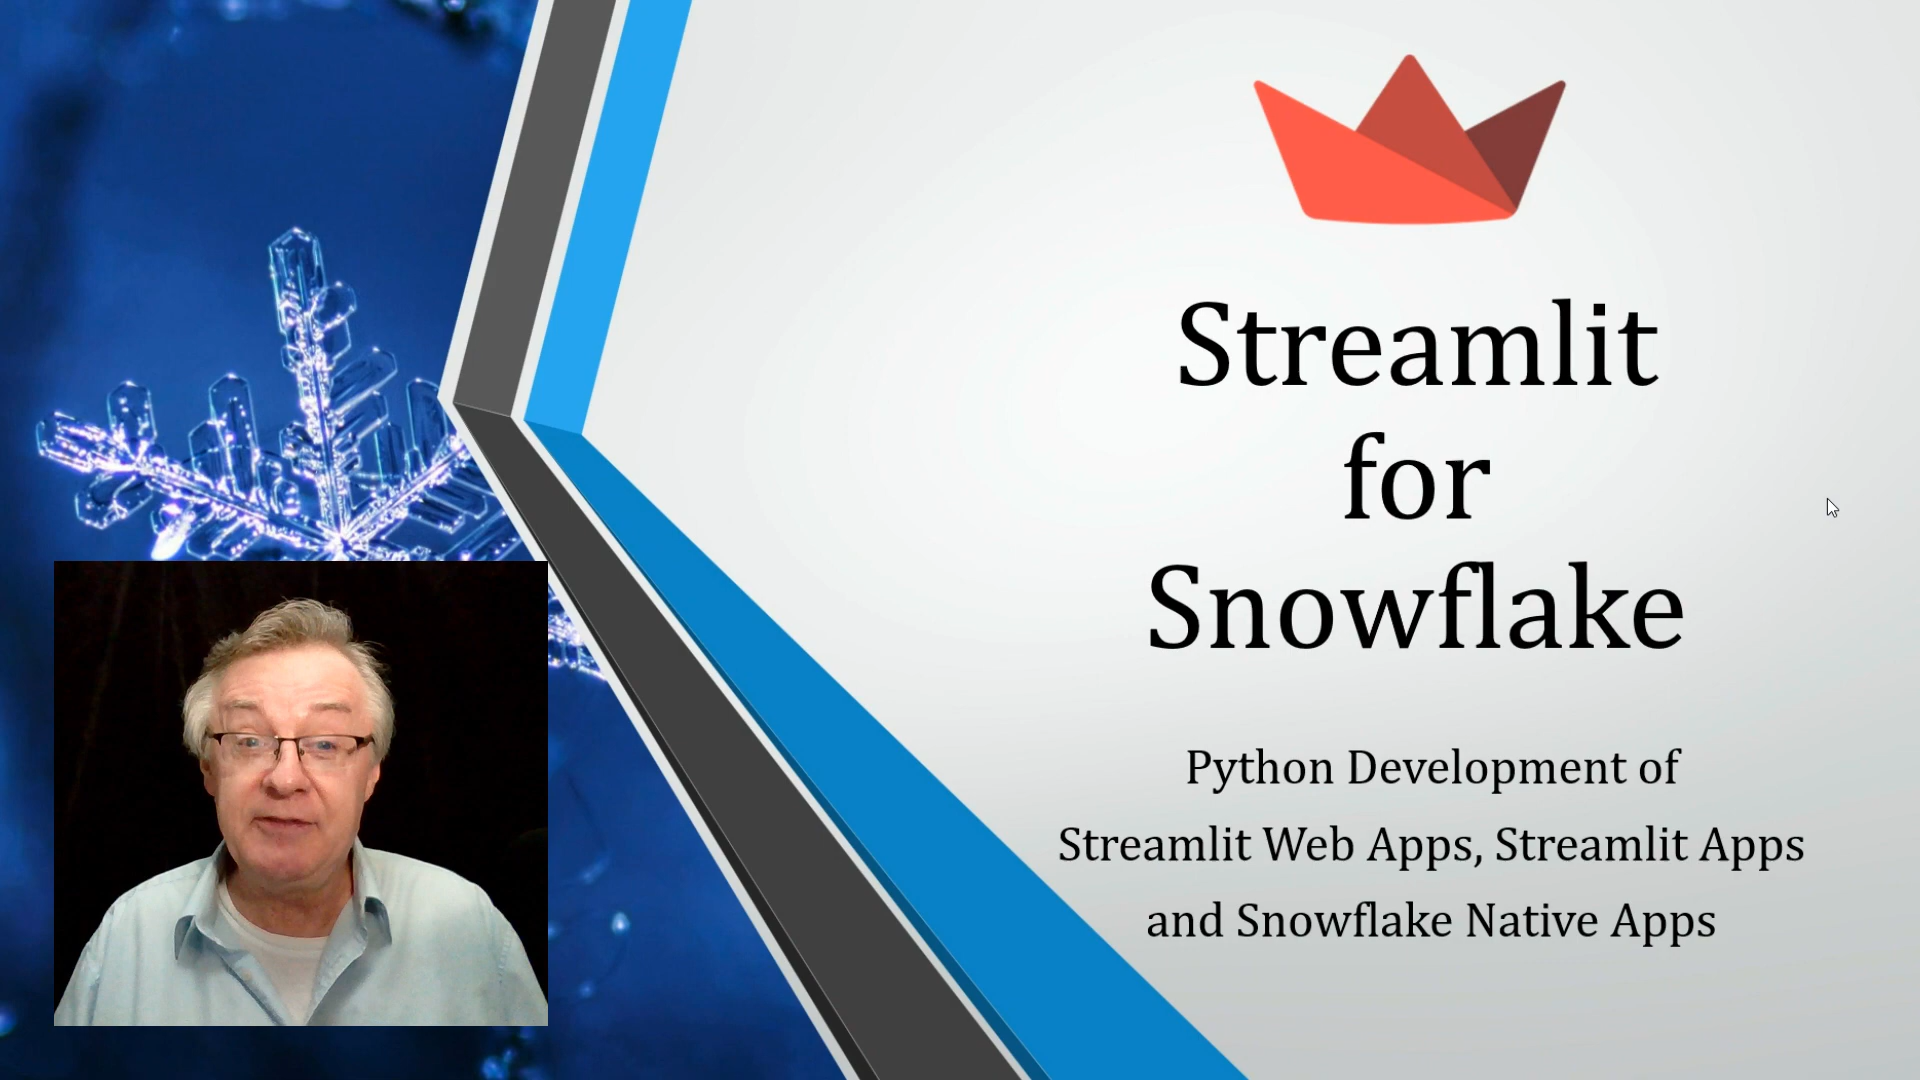 Streamlit
for
Snowflake
Python Development of
Streamlit Web Apps, Streamlit Apps
and Snowflake Native Apps